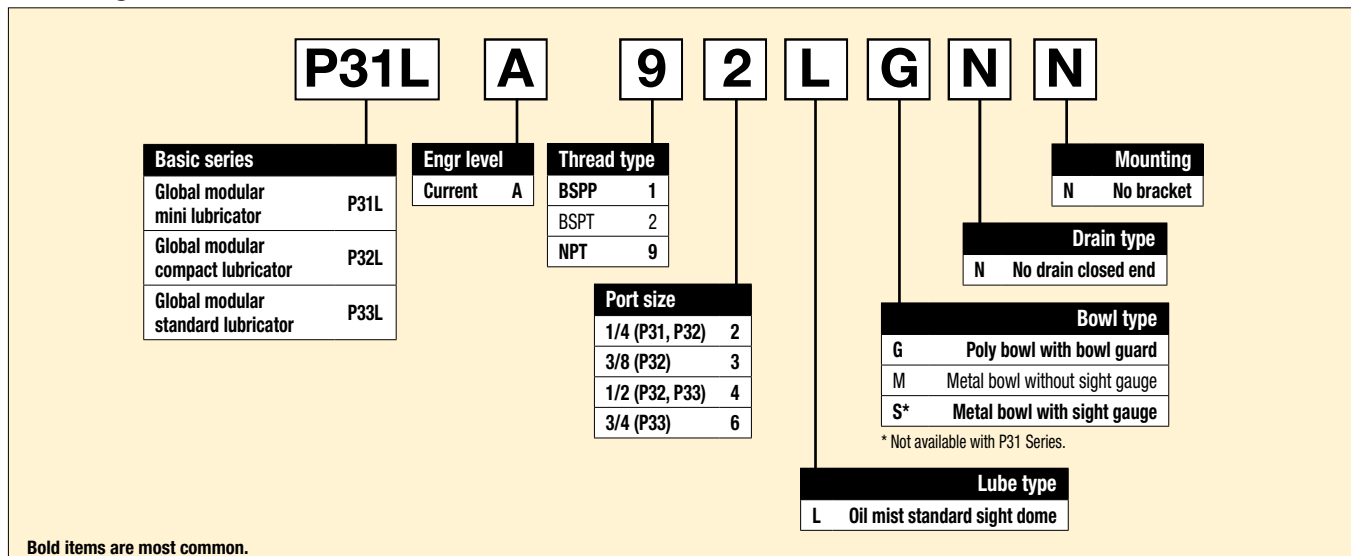 P31L A 9 2 L G N N
Basic series
Global modular
mini lubricator P31L
Global modular
compact lubricator P32L
Global modular
standard lubricator P33L
Engr level
Current A
Thread type
BSPP 1
BSPT 2
NPT 9
Port size
1/4 (P31, P32) 2
3/8 (P32) 3
1/2 (P32, P33) 4
3/4 (P33) 6
Mounting
N No bracket
Drain type
N No drain closed end
Bowl type
G Poly bowl with bowl guard
M Metal bowl without sight gauge
S* Metal bowl with sight gauge
* Not available with P31 Series.
Lube type
L Oil mist standard sight dome
Bold items are most common.